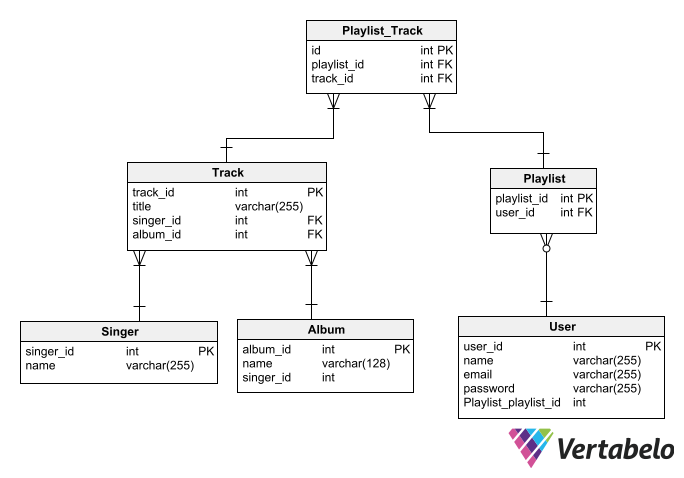 Playlist_Track
id int PK
playlist_id int FK
track_id int FK
Track
track_id int PK
title varchar(255)
singer_id int FK
album_id int FK
Playlist
playlist_id int PK
user_id int FK
Singer
singer_id int PK
name varchar(255)
Album
album_id int PK
name varchar(128)
singer_id int
User
user_id int PK
name varchar(255)
email varchar(255)
password varchar(255)
Playlist_playlist_id int
Vertabelo